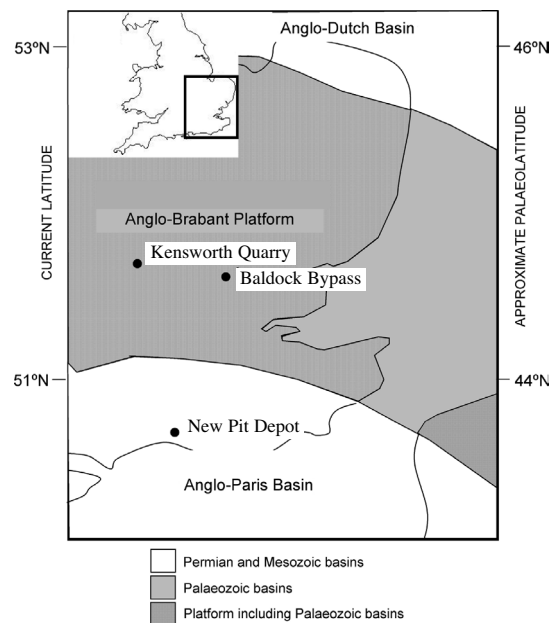 Anglo-Dutch Basin
53ºN
46ºN
CURRENT LATITUDE
APPROXIMATE PALAEOLATITUDE
Anglo-Brabant Platform
Kensworth Quarry
Baldock Bypass
51ºN
44ºN
New Pit Depot
Anglo-Paris Basin
Permian and Mesozoic basins
Palaeozoic basins
Platform including Palaeozoic basins